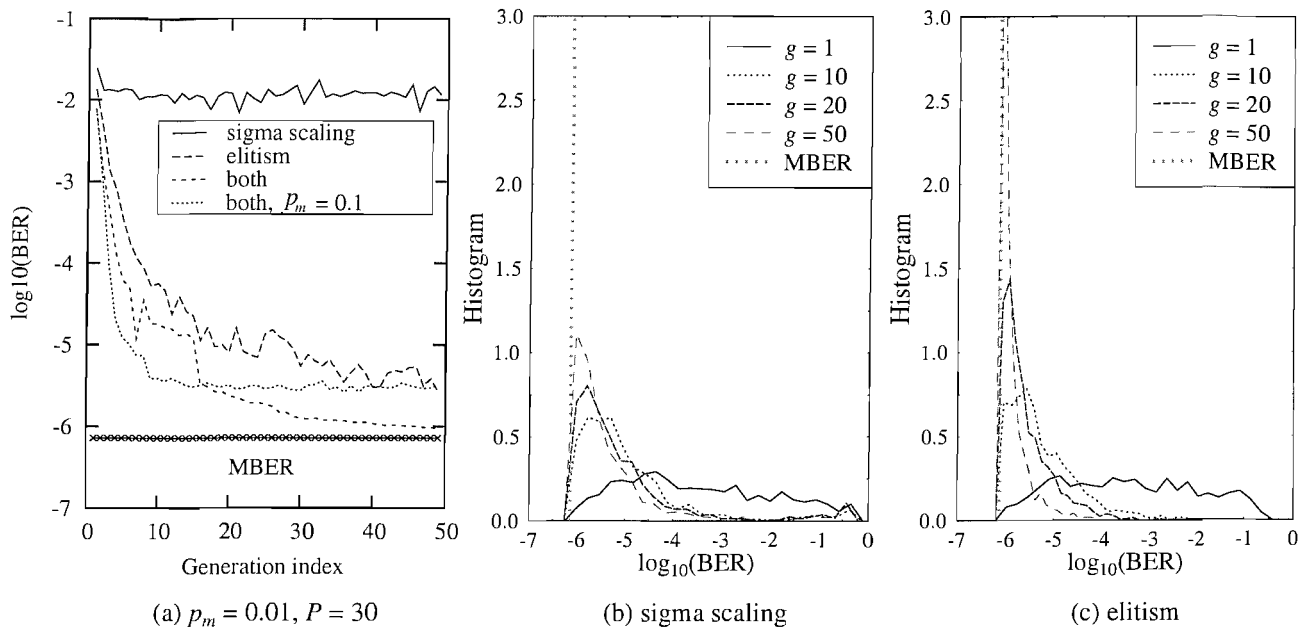 log10(BER)
-1
-2
-3
-4
-5
-6
-7
sigma scaling
elitism
both
both, p_m = 0.1
MBER
0 10 20 30 40 50
Generation index
(a) p_m = 0.01, P = 30
Histogram
3.0
2.5
2.0
1.5
1.0
0.5
0.0
g = 1
g = 10
g = 20
g = 50
MBER
-7 -6 -5 -4 -3 -2 -1 0
log₁₀(BER)
(b) sigma scaling
Histogram
3.0
2.5
2.0
1.5
1.0
0.5
0.0
g = 1
g = 10
g = 20
g = 50
MBER
-7 -6 -5 -4 -3 -2 -1 0
log₁₀(BER)
(c) elitism